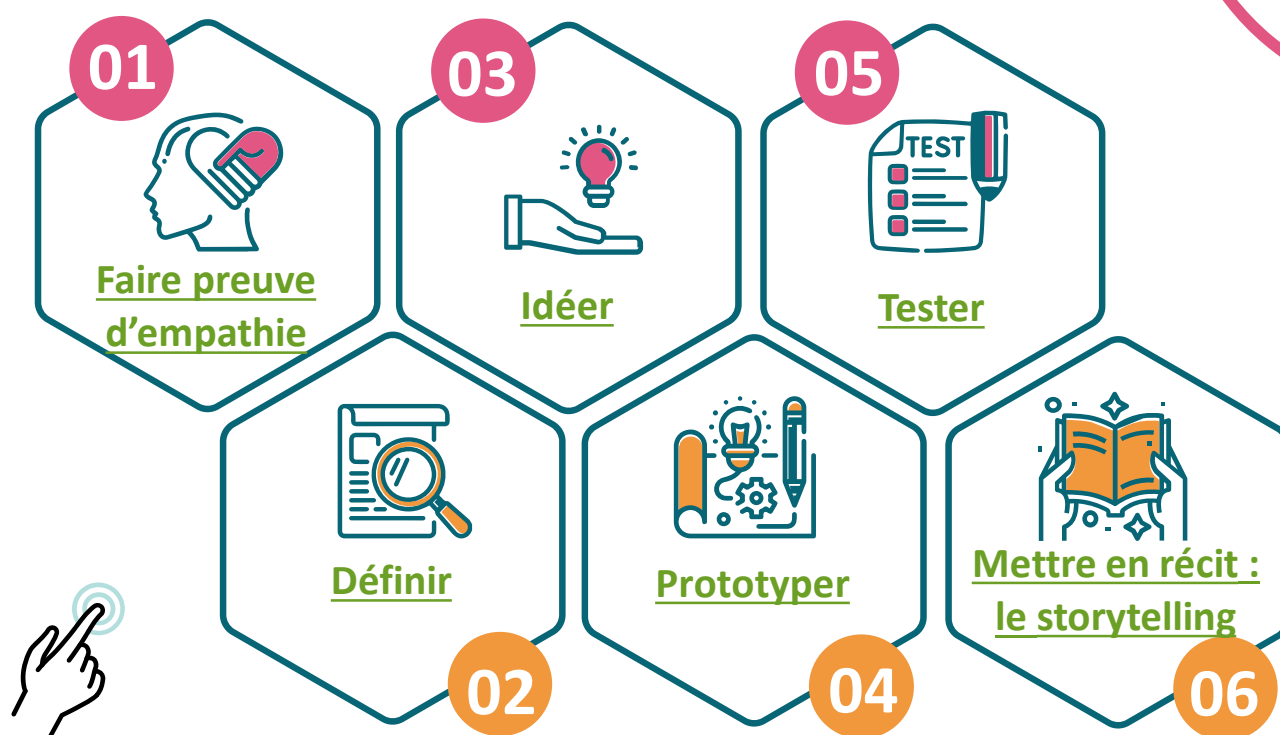 01
Faire preuve
d’empathie
02
Définir
03
Idéer
04
Prototyper
05
TEST
Tester
06
Mettre en récit :
le storytelling